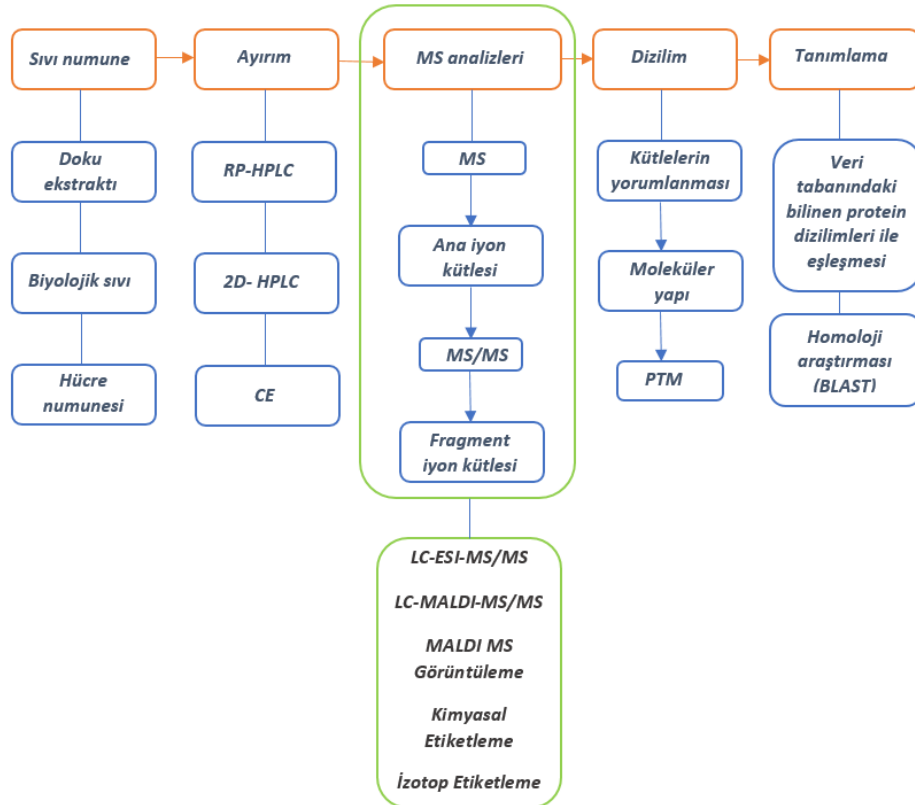 Sıvı numune
Ayırım
MS analizleri
Dizilim
Tanımlama
Doku
ekstraktı
Biyolojik sıvı
Hücre
numunesi
RP-HPLC
2D- HPLC
CE
MS
Ana iyon
kütlesi
MS/MS
Fragment
iyon kütlesi
LC-ESI-MS/MS
LC-MALDI-MS/MS
MALDI MS
Görüntüleme
Kimyasal
Etiketleme
İzotop Etiketleme
Kütlelerin
yorumlanması
Moleküler
yapı
PTM
Veri
tabanındaki
bilinen protein
dizilimleri ile
eşleşmesi
Homoloji
araştırması
(BLAST)